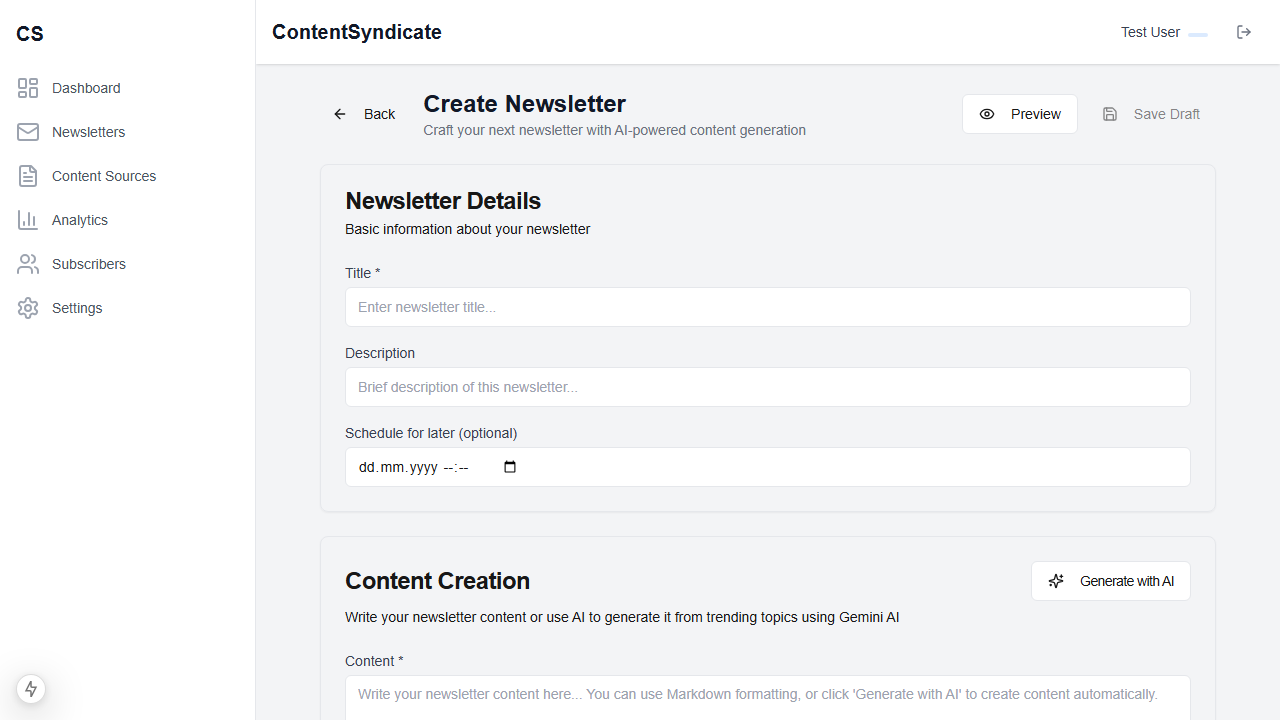 CS
ContentSyndicate
Test User
Dashboard
Newsletters
Content Sources
Analytics
Subscribers
Settings
Back
Create Newsletter
Craft your next newsletter with AI-powered content generation
Preview
Save Draft
Newsletter Details
Basic information about your newsletter
Title *
Enter newsletter title...
Description
Brief description of this newsletter...
Schedule for later (optional)
dd.mm.yyyy --:--
Content Creation
Generate with AI
Write your newsletter content or use AI to generate it from trending topics using Gemini AI
Content *
Write your newsletter content here... You can use Markdown formatting, or click 'Generate with AI' to create content automatically.